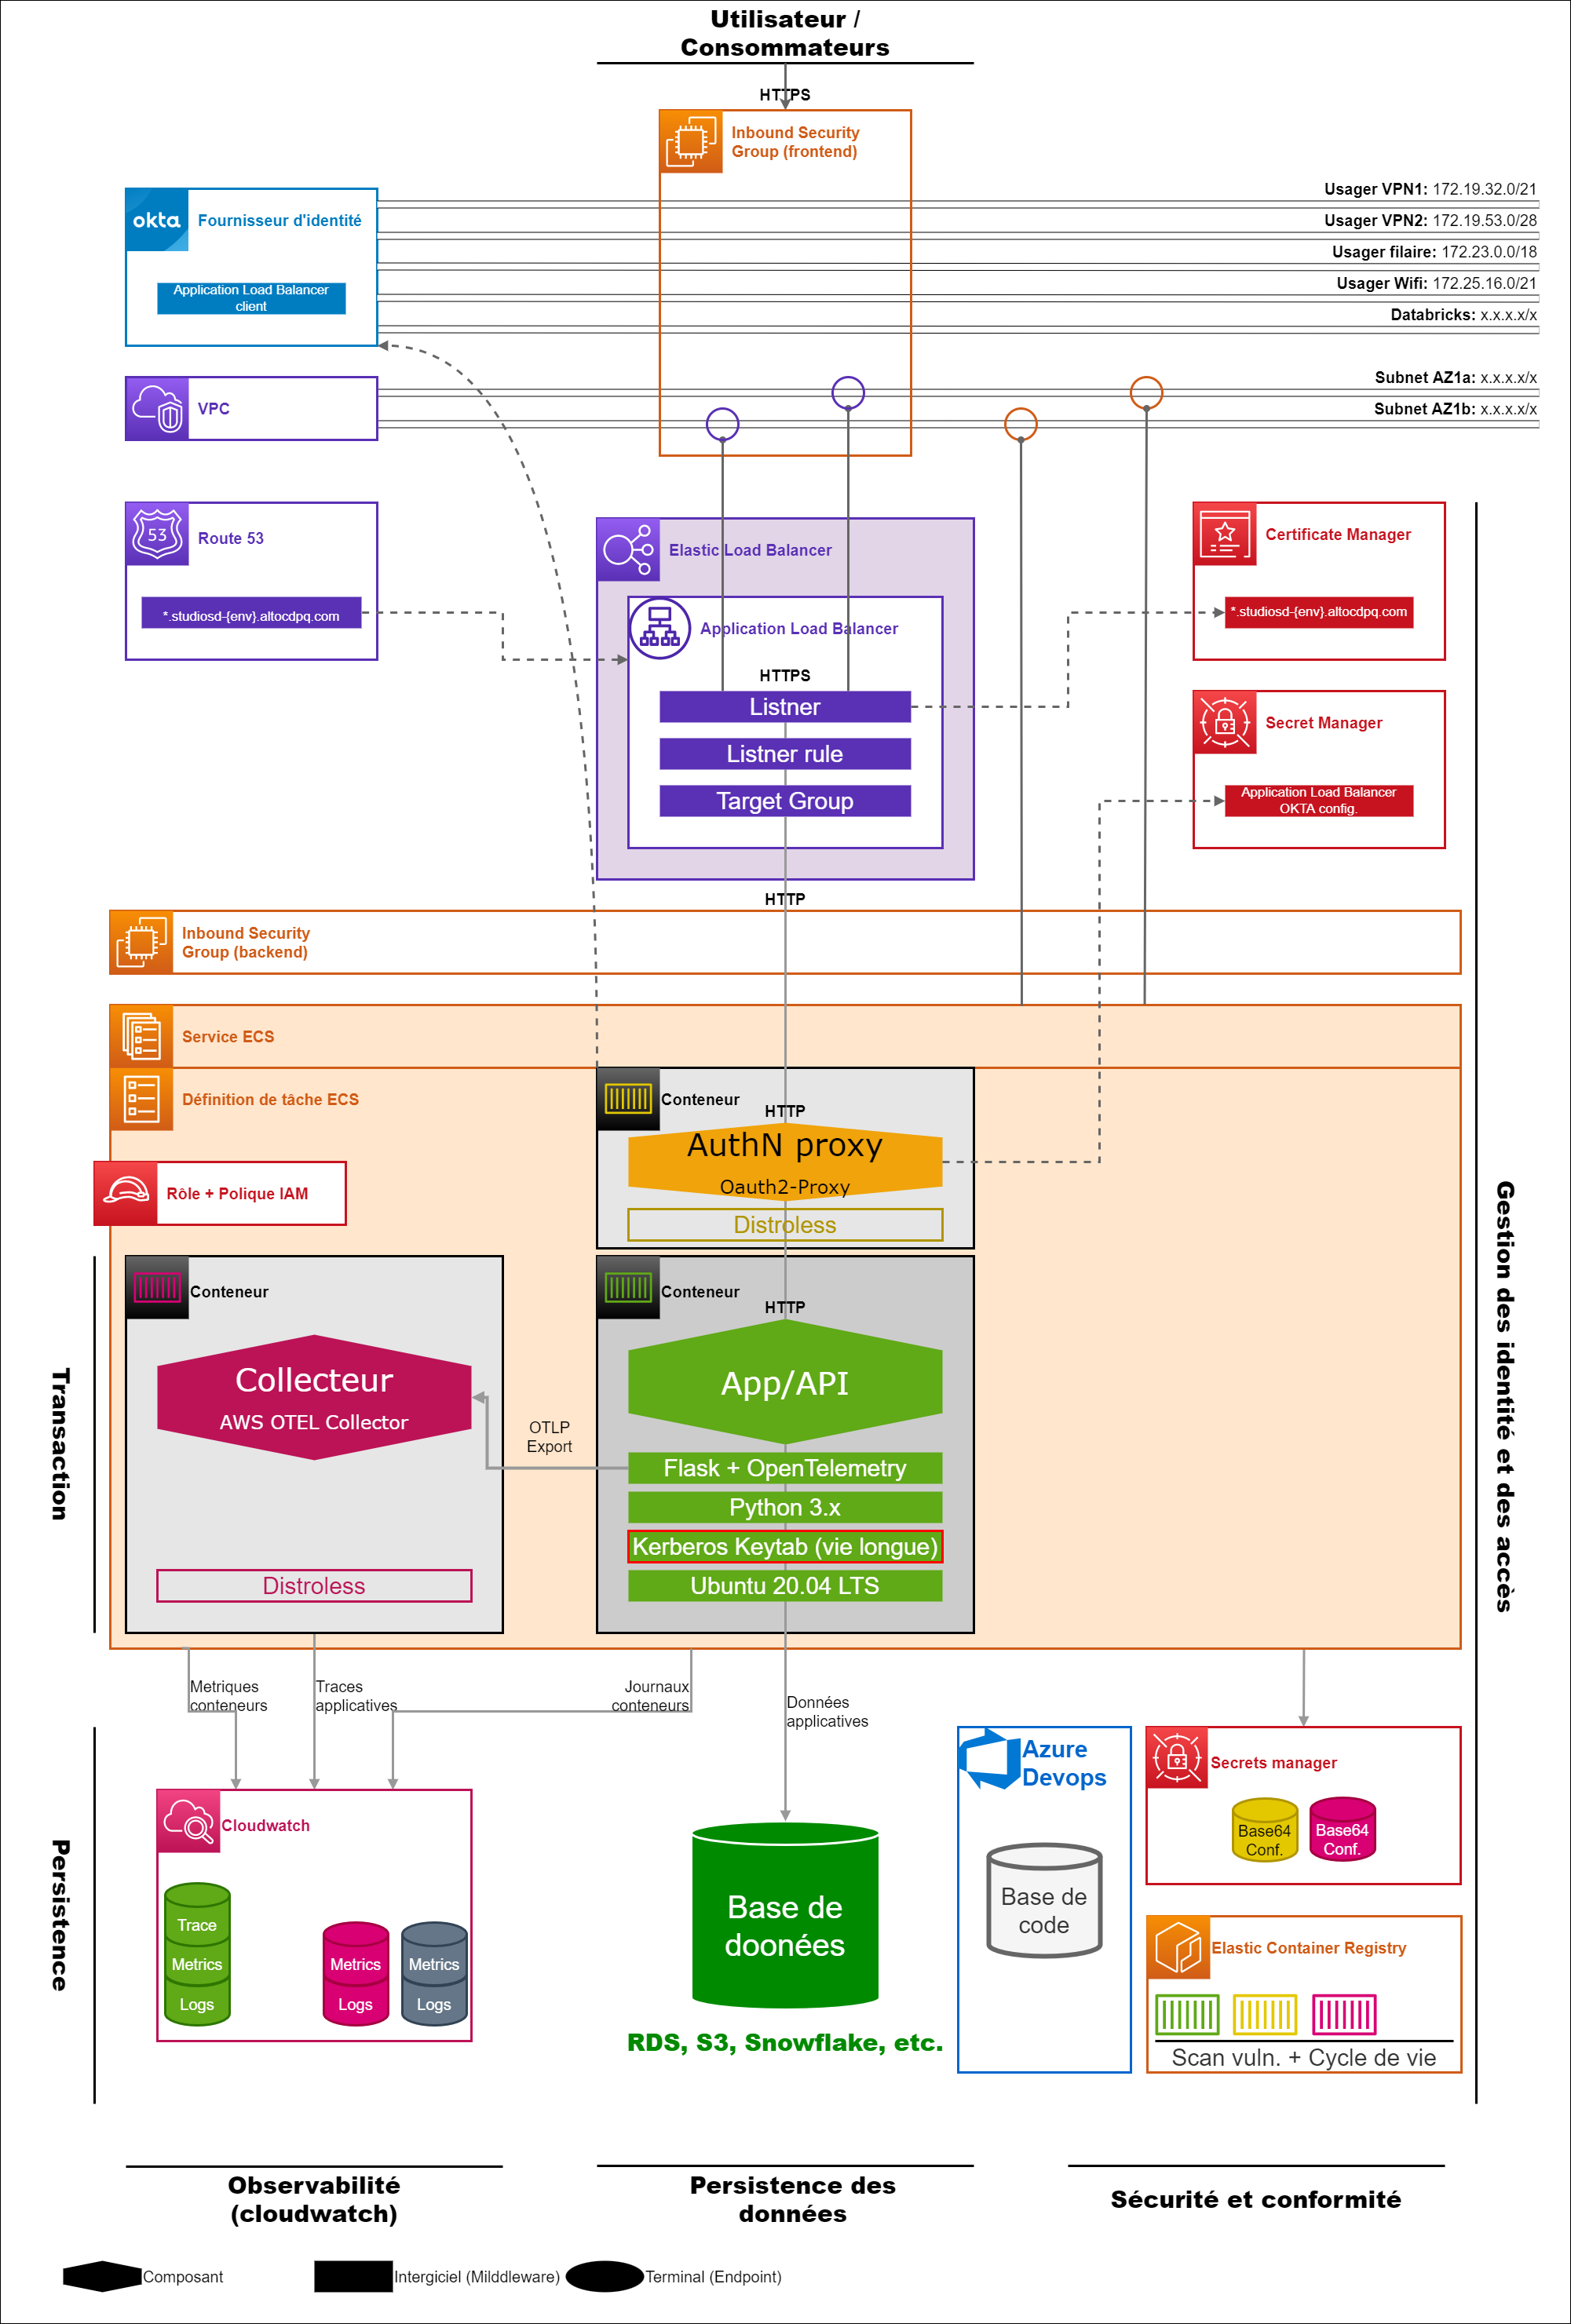 Utilisateur /
Consommateurs
HTTPS
Inbound Security
Group (frontend)
okta
Fournisseur d'identité
Application Load Balancer
client
Usager VPN1: 172.19.32.0/21
Usager VPN2: 172.19.53.0/28
Usager filaire: 172.23.0.0/18
Usager Wifi: 172.25.16.0/21
Databricks: x.x.x.x/x
VPC
Subnet AZ1a: x.x.x.x/x
Subnet AZ1b: x.x.x.x/x
53
Route 53
*.studiosd-{env}.altocdpq.com
Elastic Load Balancer
Application Load Balancer
HTTPS
Listner
Listner rule
Target Group
Certificate Manager
*.studiosd-{env}.altocdpq.com
Secret Manager
Application Load Balancer
OKTA config.
HTTP
Inbound Security
Group (backend)
Service ECS
Définition de tâche ECS
Conteneur
HTTP
AuthN proxy
Oauth2-Proxy
Distroless
Rôle + Polique IAM
Gestion des identité et des accès
Transaction
Conteneur
Collecteur
AWS OTEL Collector
Distroless
OTLP
Export
Conteneur
HTTP
App/API
Flask + OpenTelemetry
Python 3.x
Kerberos Keytab (vie longue)
Ubuntu 20.04 LTS
Metriques
conteneurs
Traces
applicatives
Journaux
conteneurs
Données
applicatives
Persistence
Cloudwatch
Trace
Metrics
Logs
Metrics
Logs
Metrics
Logs
Base de
doonées
RDS, S3, Snowflake, etc.
Azure
Devops
Base de
code
Secrets manager
Base64
Conf.
Base64
Conf.
Elastic Container Registry
Scan vuln. + Cycle de vie
Observabilité
(cloudwatch)
Persistence des
données
Sécurité et conformité
Composant
Intergiciel (Milddleware)
Terminal (Endpoint)